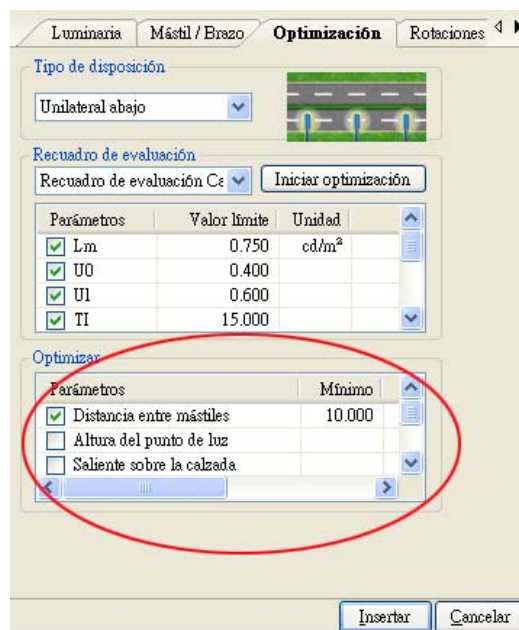 Luminaria Mástil / Brazo Optimización Rotaciones
Tipo de disposición
Unilateral abajo
Recuadro de evaluación
Recuadro de evaluación Ca Iniciar optimización
Parámetros Valor límite Unidad
Lm 0.750 cd/m²
U0 0.400
U1 0.600
TI 15.000
Optimizar
Parámetros Mínimo
Distancia entre mástiles 10.000
Altura del punto de luz
Saliente sobre la calzada
Insertar Cancelar